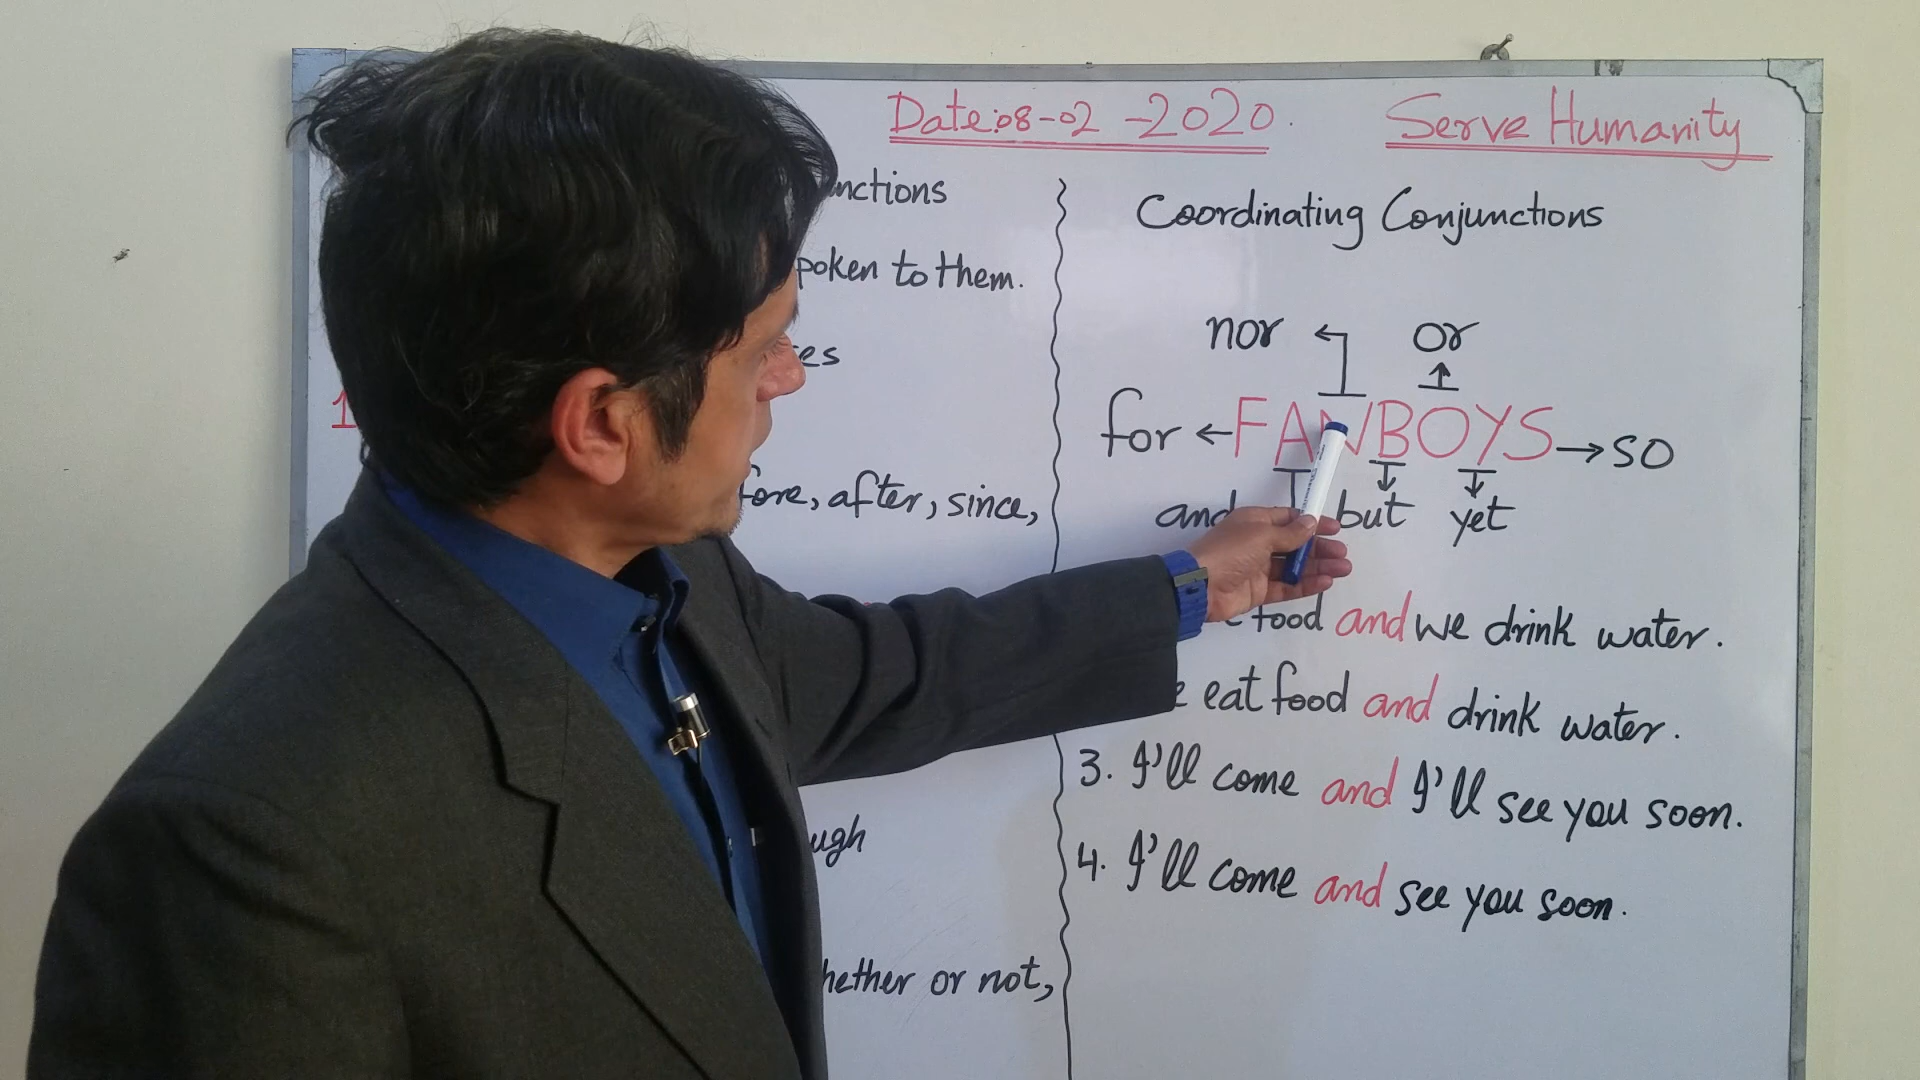 Date:08-02-2020. Serve Humanity
nctions
poken to them.
es
1
fore, after, since,
ugh
hether or not,
Coordinating Conjunctions
nor or
for ← FANBOYS → so
and but yet
food and we drink water.
e eat food and drink water.
3. I'll come and I'll see you soon.
4. I'll come and see you soon.